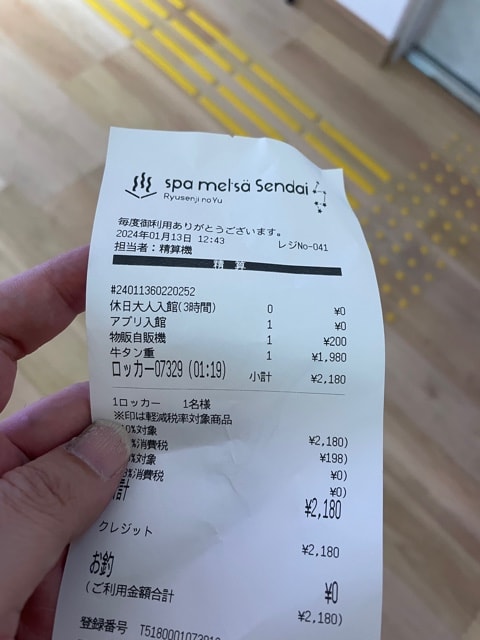 spa metsä Sendai
Ryusenji no Yu
毎度御利用ありがとうございます。
2024年01月13日 12:43 レジNo-041
担当者：精算機
精 算
#24011360220252
休日大人入館(3時間) 0 ¥0
アプリ入館 1 ¥0
物販自販機 1 ¥200
牛タン重 1 ¥1,980
ロッカー07329 (01:19) 小計 ¥2,180
1ロッカー 1名様
※印は軽減税率対象商品
0%対象 ¥2,180)
%消費税 ¥198)
%対象 ¥0)
%消費税 ¥0)
計 ¥2,180
クレジット ¥2,180
お釣 ¥0
(ご利用金額合計 ¥2,180)
登録番号 T5180001073910